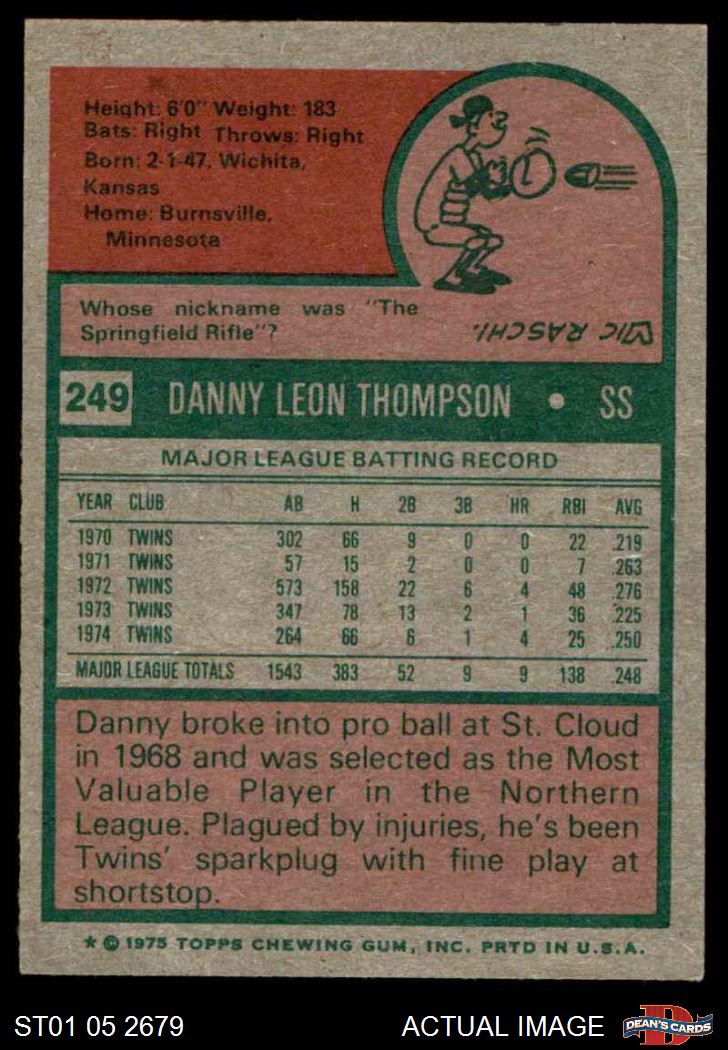 Height: 6'0" Weight: 183
Bats: Right Throws: Right
Born: 2-1-47, Wichita,
Kansas
Home: Burnsville,
Minnesota
Whose nickname was "The
Springfield Rifle"?
VIC RASCHI.
249 DANNY LEON THOMPSON • SS
MAJOR LEAGUE BATTING RECORD
YEAR CLUB AB H 2B 3B HR RBI AVG
1970 TWINS 302 66 9 0 0 22 .219
1971 TWINS 57 15 2 0 0 7 .263
1972 TWINS 573 158 22 6 4 48 .276
1973 TWINS 347 78 13 2 1 36 .225
1974 TWINS 264 66 6 1 4 25 .250
MAJOR LEAGUE TOTALS 1543 383 52 9 9 138 .248
Danny broke into pro ball at St. Cloud
in 1968 and was selected as the Most
Valuable Player in the Northern
League. Plagued by injuries, he's been
Twins' sparkplug with fine play at
shortstop.
* © 1975 TOPPS CHEWING GUM, INC. PRTD IN U.S.A.
ST01 05 2679 ACTUAL IMAGE D DEAN'S CARDS